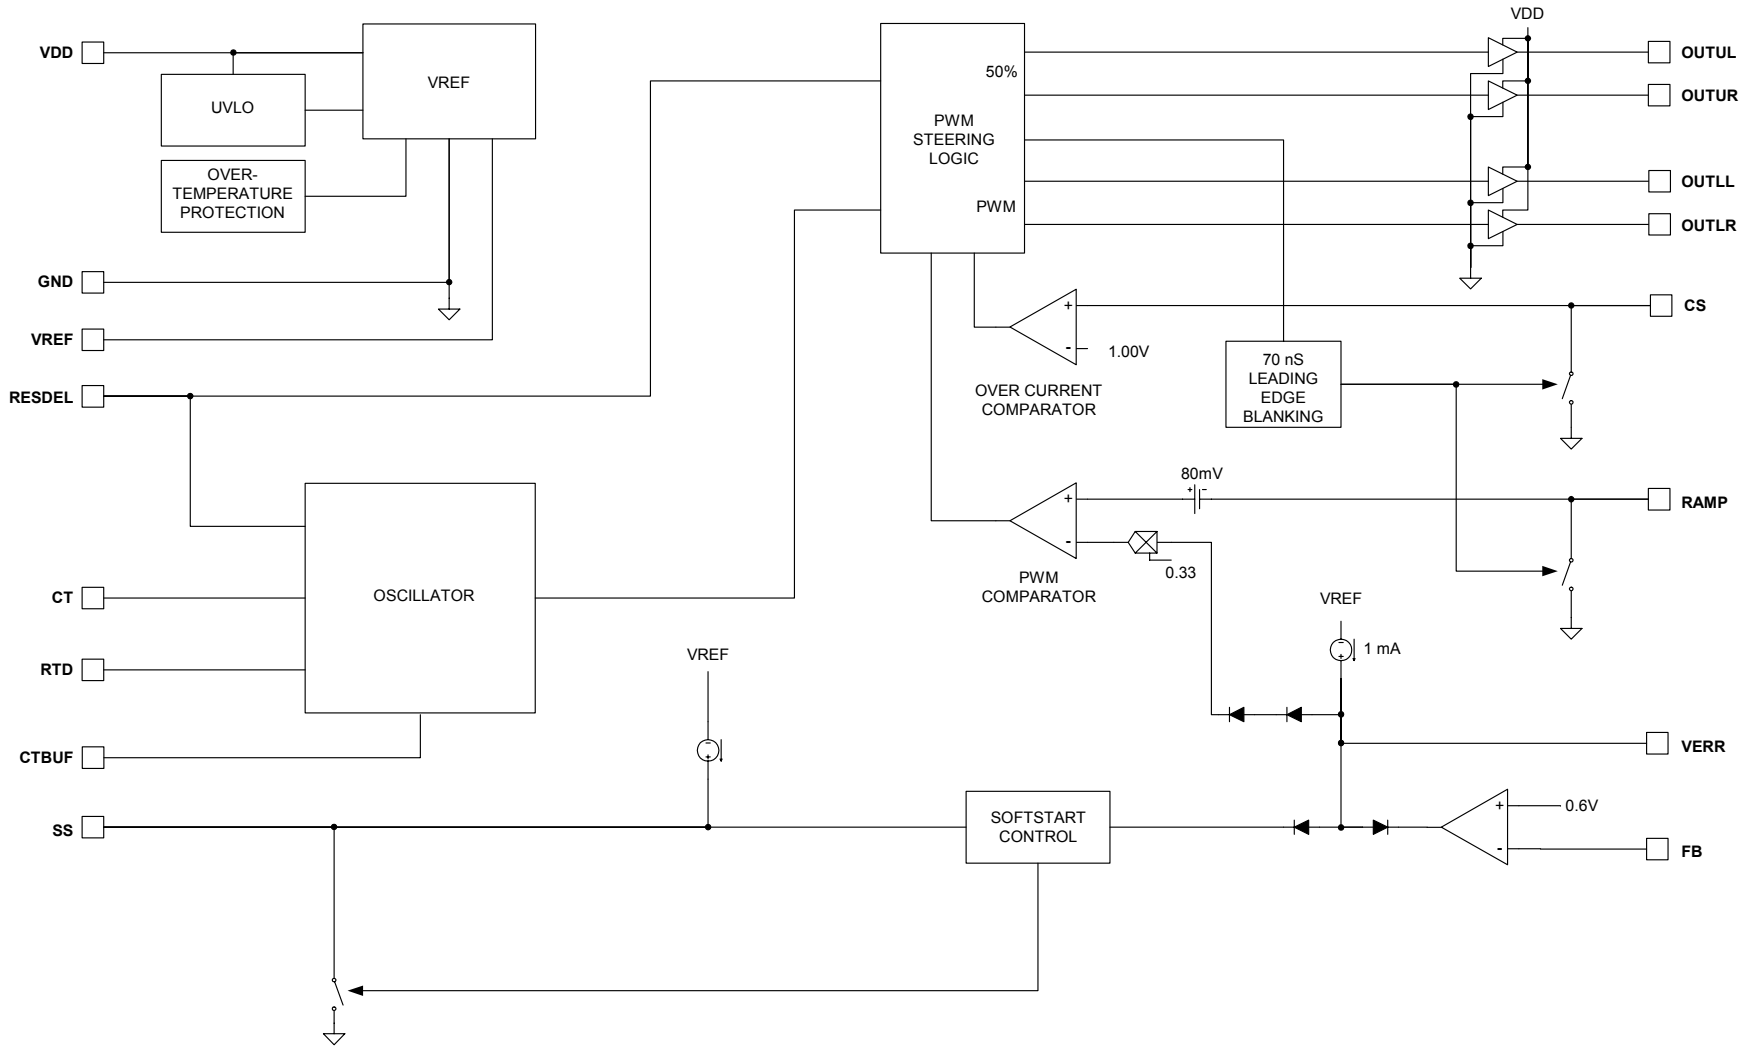 VDD
OUTUL
VDD
VREF
50%
UVLO
OUTUR
PWM
STEERING
LOGIC
OVER-
TEMPERATURE
PROTECTION
OUTLL
PWM
OUTLR
GND
+
CS
VREF
-
1.00V
70 nS
LEADING
EDGE
BLANKING
OVER CURRENT
COMPARATOR
RESDEL
80mV
+
+ -
RAMP
-
0.33
PWM
COMPARATOR
OSCILLATOR
CT
VREF
- 
+
1 mA
RTD
VREF
-
+
VERR
CTBUF
SOFTSTART
CONTROL
+
0.6V
SS
-
FB